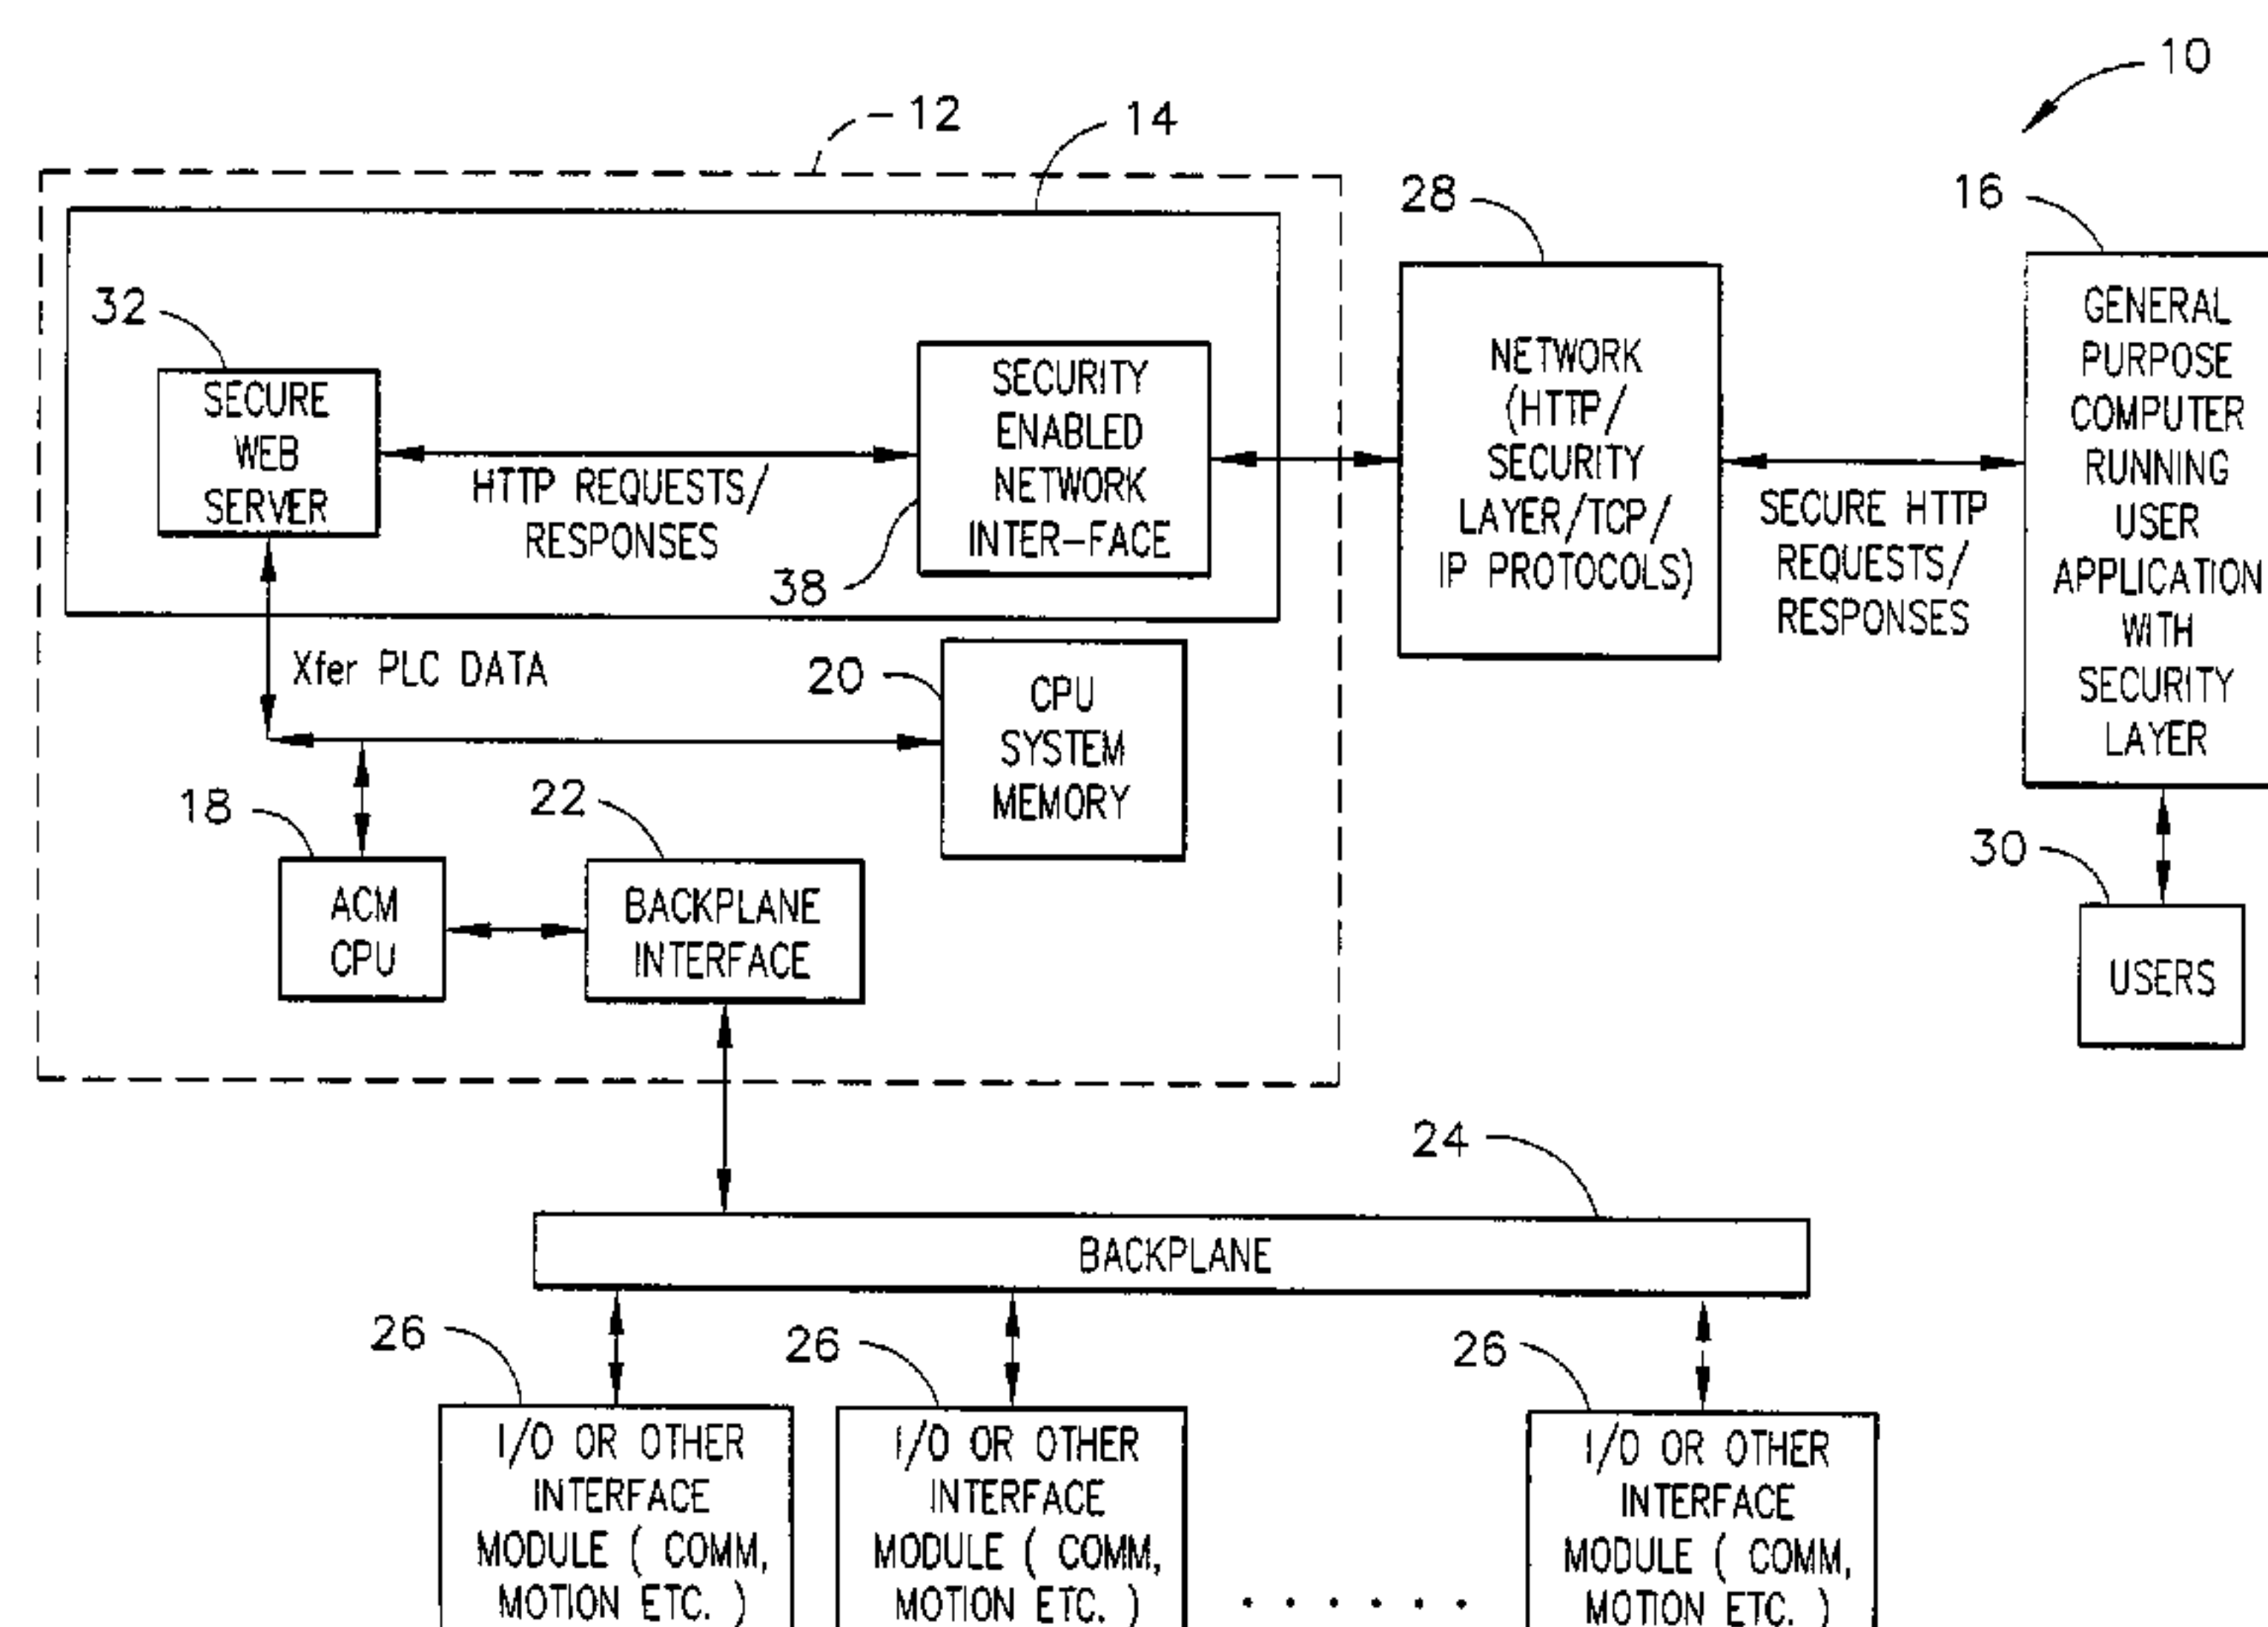 10
12
14
28
16
32
SECURE
WEB
SERVER
HTTP REQUESTS/
RESPONSES
SECURITY
ENABLED
NETWORK
INTER-FACE
38
NETWORK
(HTTP/
SECURITY
LAYER/TCP/
IP PROTOCOLS)
SECURE HTTP
REQUESTS/
RESPONSES
GENERAL
PURPOSE
COMPUTER
RUNNING
USER
APPLICATION
WITH
SECURITY
LAYER
Xfer PLC DATA
20
CPU
SYSTEM
MEMORY
18
22
ACM
CPU
BACKPLANE
INTERFACE
30
USERS
24
BACKPLANE
26
26
26
I/O OR OTHER
INTERFACE
MODULE ( COMM,
MOTION ETC. )
I/O OR OTHER
INTERFACE
MODULE ( COMM,
MOTION ETC. )
......
I/O OR OTHER
INTERFACE
MODULE ( COMM,
MOTION ETC. )